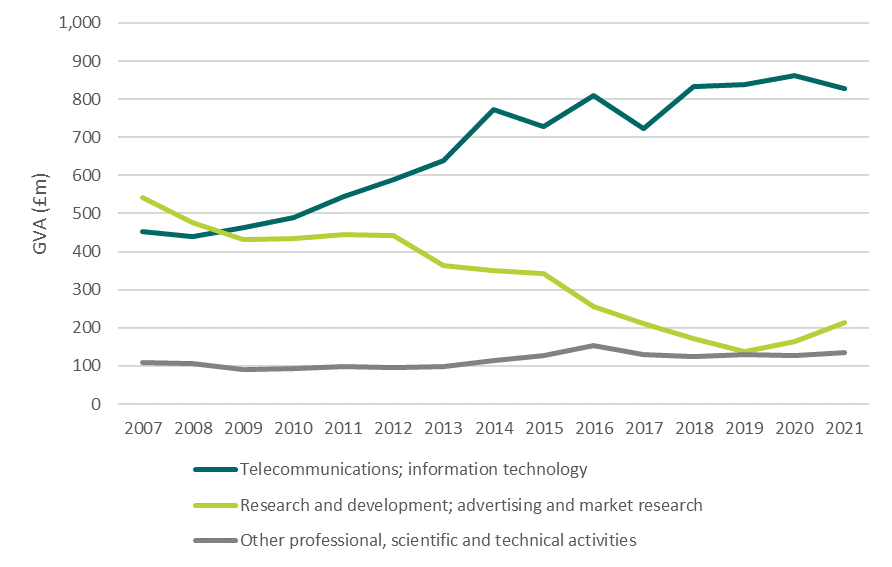 1,000
900
800
700
600
500
400
300
200
100
0
GVA (£m)
2007 2008 2009 2010 2011 2012 2013 2014 2015 2016 2017 2018 2019 2020 2021
Telecommunications; information technology
Research and development; advertising and market research
Other professional, scientific and technical activities